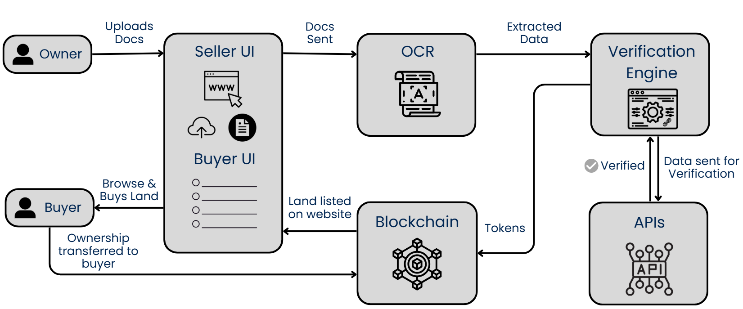 Owner
Uploads
Docs
Seller UI
WWW
Buyer UI
Docs
Sent
OCR
A
Extracted
Data
Verification
Engine
Verified
Data sent for
Verification
APIs
API
Tokens
Blockchain
Land listed
on website
Browse &
Buys Land
Buyer
Ownership
transferred to
buyer